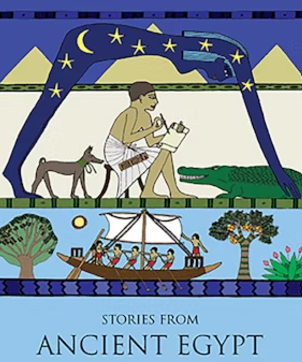 STORIES FROM
ANCIENT EGYPT